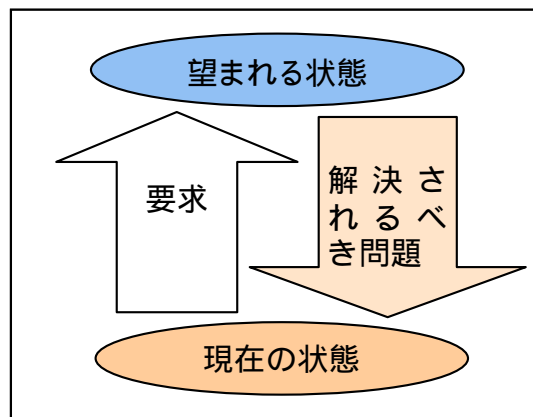 望まれる状態
要求
解決さ
れるべ
き問題
現在の状態